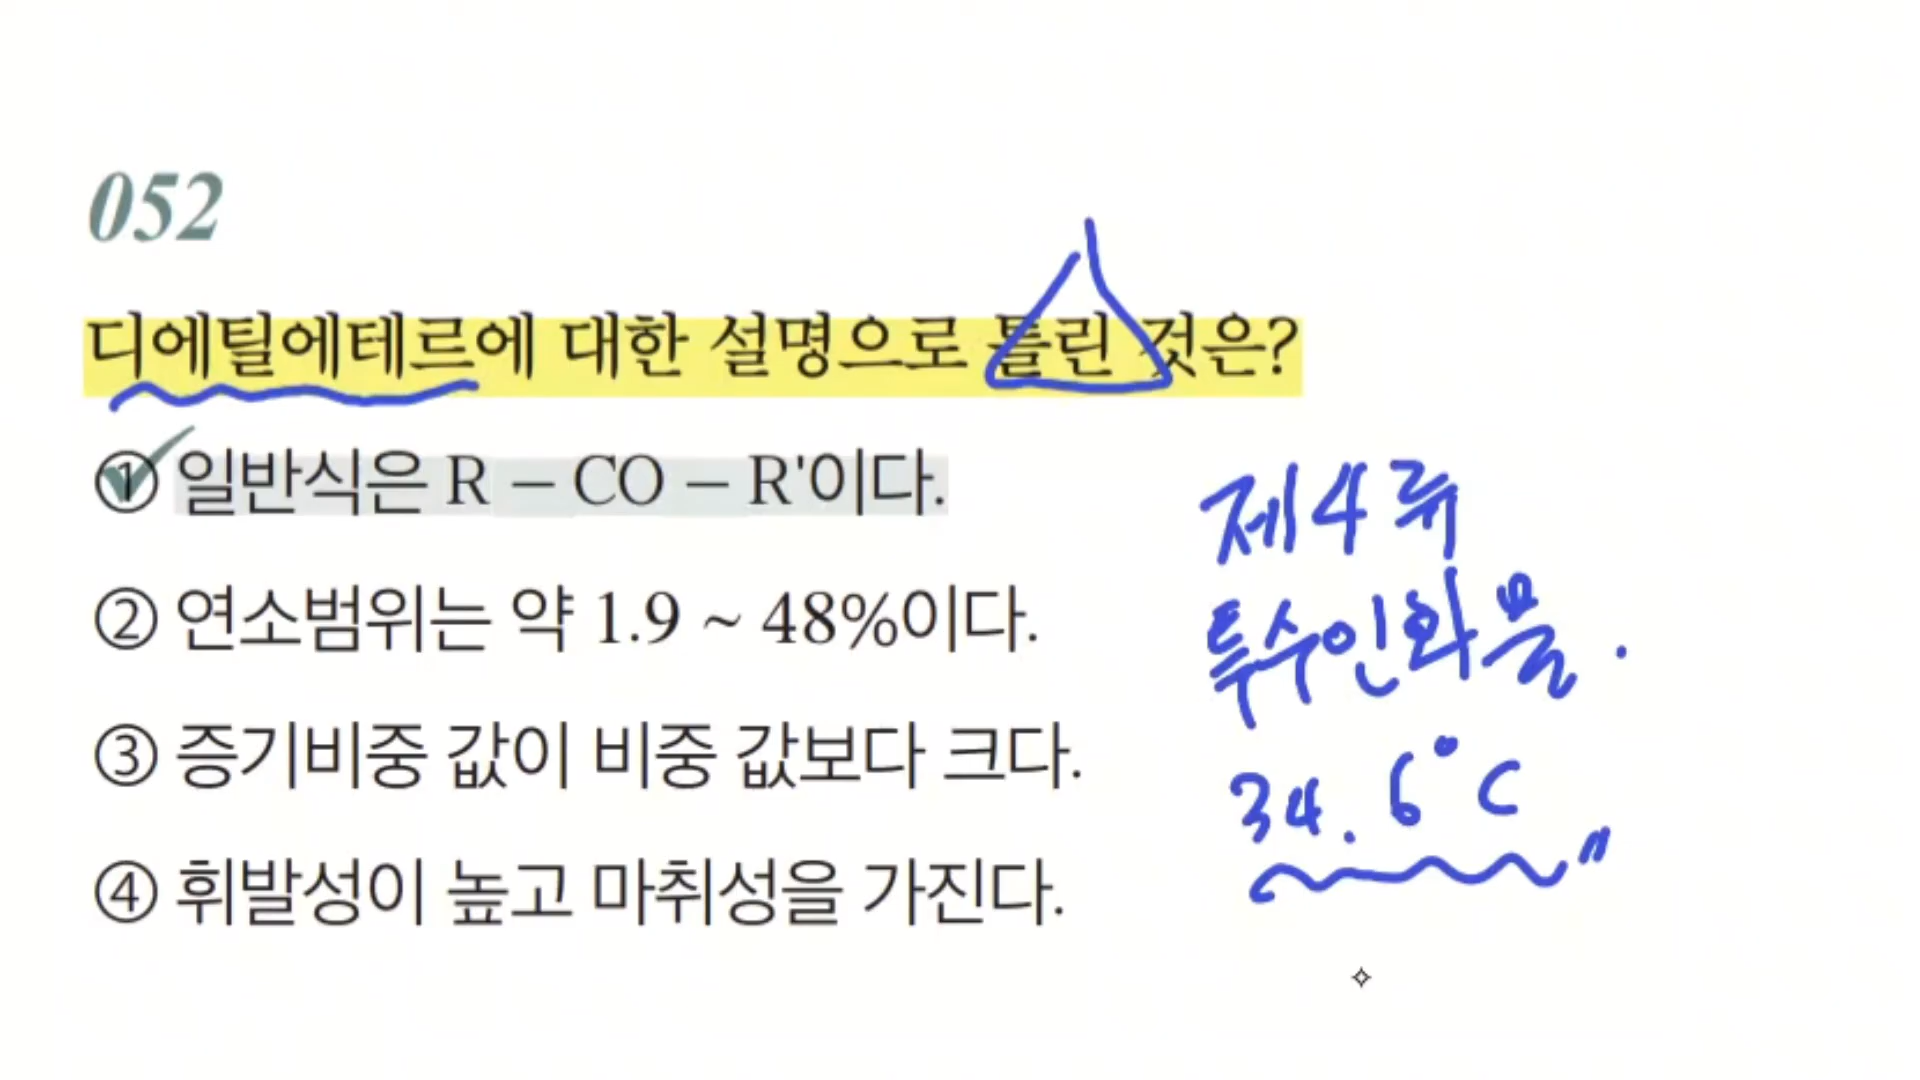 052
디에틸에테르에 대한 설명으로 틀린 것은?
① 일반식은 R – CO – R'이다.
② 연소범위는 약 1.9 ~ 48%이다.
③ 증기비중 값이 비중 값보다 크다.
④ 휘발성이 높고 마취성을 가진다.
제4류
특수인화물.
34.6°C